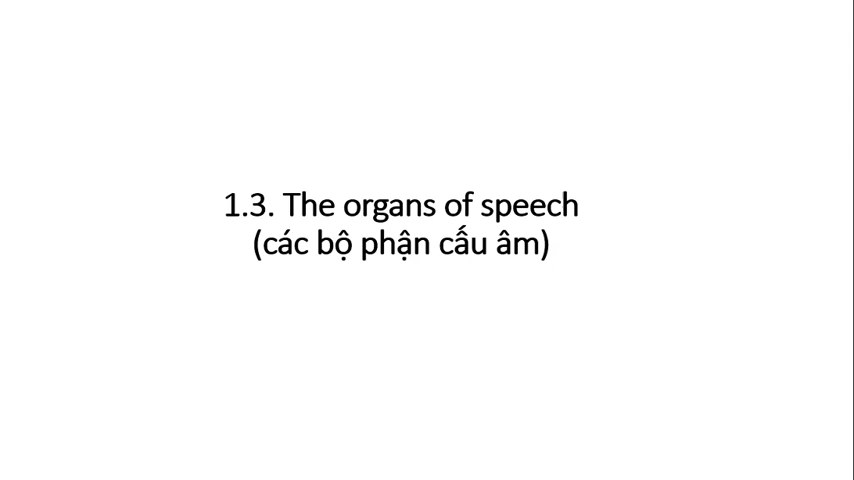 1.3. The organs of speech
(các bộ phận cấu âm)